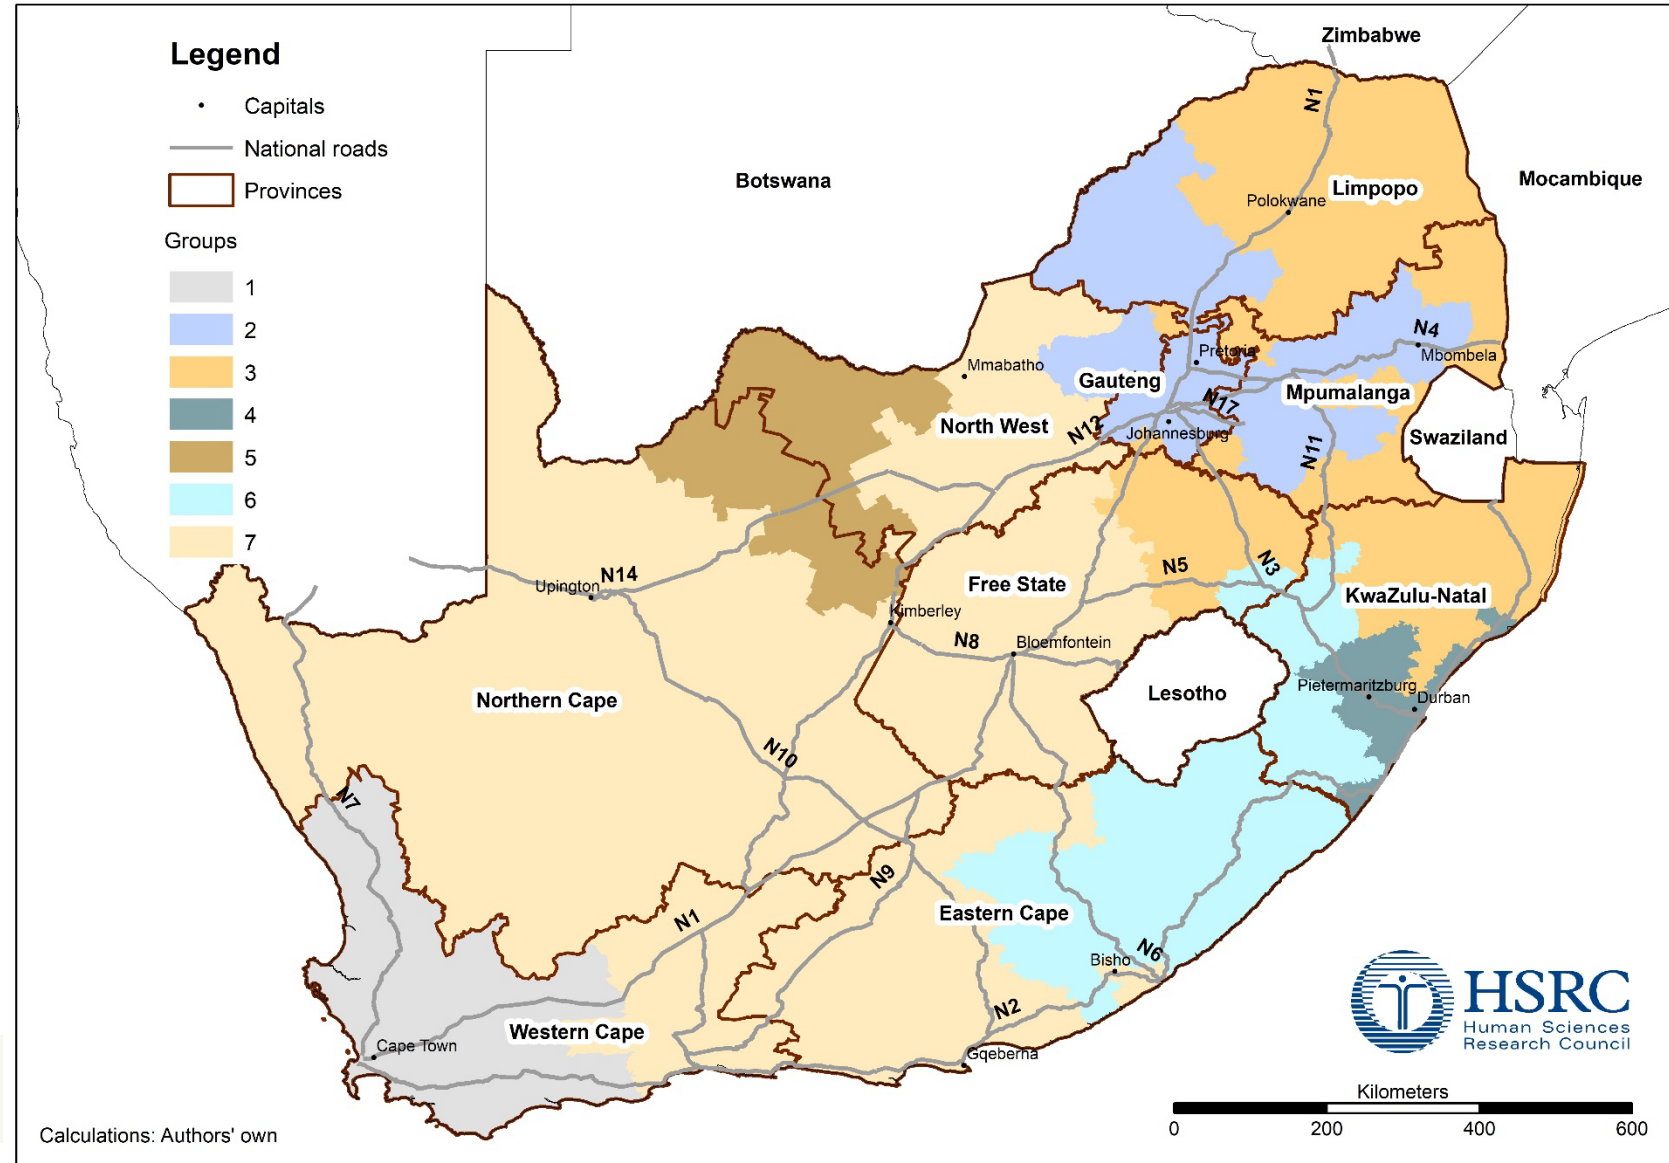 Legend
Capitals
National roads
Provinces
Groups
1
2
3
4
5
6
7
Zimbabwe
Botswana
Mocambique
N1
Limpopo
Polokwane
N4
Mbombela
Pretoria
Mmabatho
Gauteng
Mpumalanga
N17
North West
N12
Johannesburg
N11
Swaziland
N14
Upington
Free State
N5
N3
KwaZulu-Natal
Kimberley
N8
Bloemfontein
Northern Cape
Lesotho
Pietermaritzburg
Durban
N10
N7
N9
Eastern Cape
N1
N6
Bisho
N2
Western Cape
Cape Town
Gqeberha
HSRC
Human Sciences
Research Council
Kilometers
0 200 400 600
Calculations: Authors' own